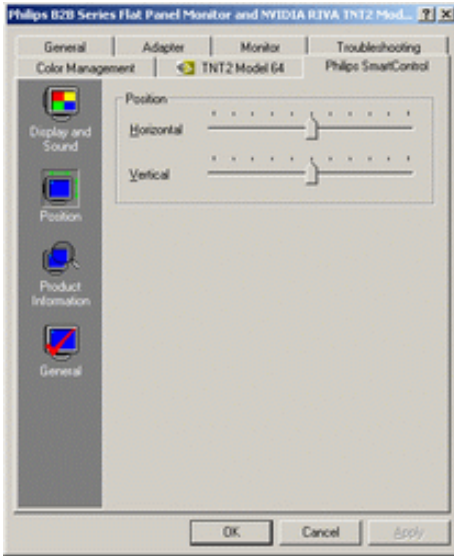 Philips B2B Series Flat Panel Monitor and NVIDIA RIVA TNT2 Mod...
General Adapter Monitor Troubleshooting
Color Management TNT2 Model 64 Philips SmartControl
Display and
Sound
Position
Product
Information
General
Position
Horizontal
Vertical
OK Cancel Apply